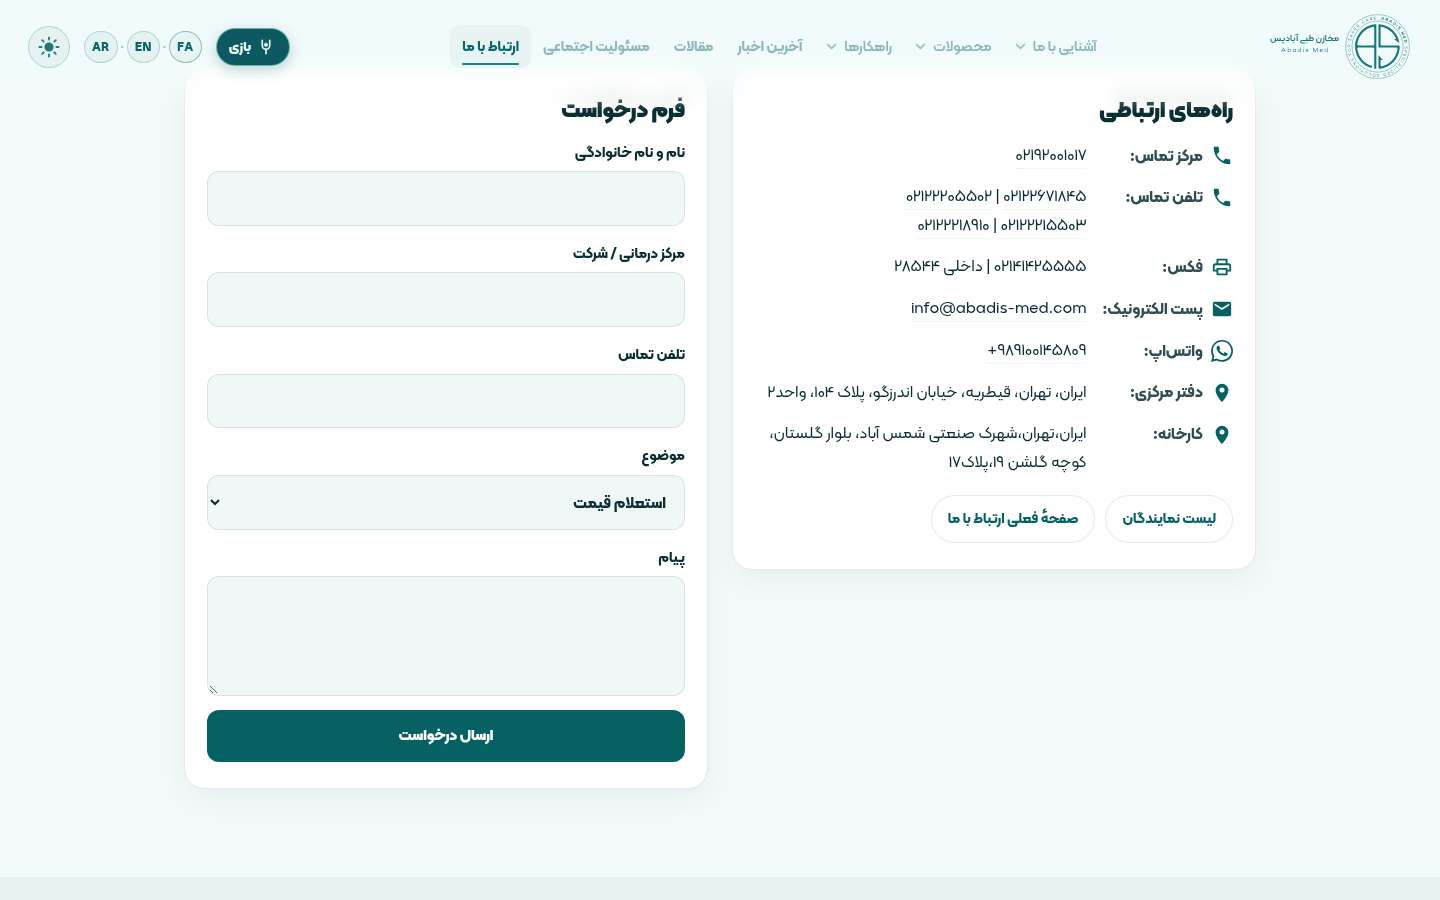 مخازن طبی آبادیس
Abadis Med
آشنایی با ما
محصولات
راهکارها
آخرین اخبار
مقالات
مسئولیت اجتماعی
ارتباط با ما
بازی
FA · EN · AR
راه‌های ارتباطی
مرکز تماس: ۰۲۱۹۲۰۰۱۰۱۷
تلفن تماس: ۰۲۱۲۲۶۷۱۸۴۵ | ۰۲۱۲۲۲۰۵۵۰۲
۰۲۱۲۲۲۱۵۵۰۳ | ۰۲۱۲۲۲۱۸۹۱۰
فکس: ۰۲۱۴۱۴۲۵۵۵۵ | داخلی ۲۸۵۴۴
پست الکترونیک: info@abadis-med.com
واتس‌اپ: +۹۸۹۱۰۰۱۴۵۸۰۹
دفتر مرکزی: ایران، تهران، قیطریه، خیابان اندرزگو، پلاک ۱۰۴، واحد۲
کارخانه: ایران،تهران،شهرک صنعتی شمس آباد، بلوار گلستان،
کوچه گلشن ۱۹،پلاک۱۷
لیست نمایندگان
صفحهٔ فعلی ارتباط با ما
فرم درخواست
نام و نام خانوادگی
مرکز درمانی / شرکت
تلفن تماس
موضوع
استعلام قیمت
پیام
ارسال درخواست